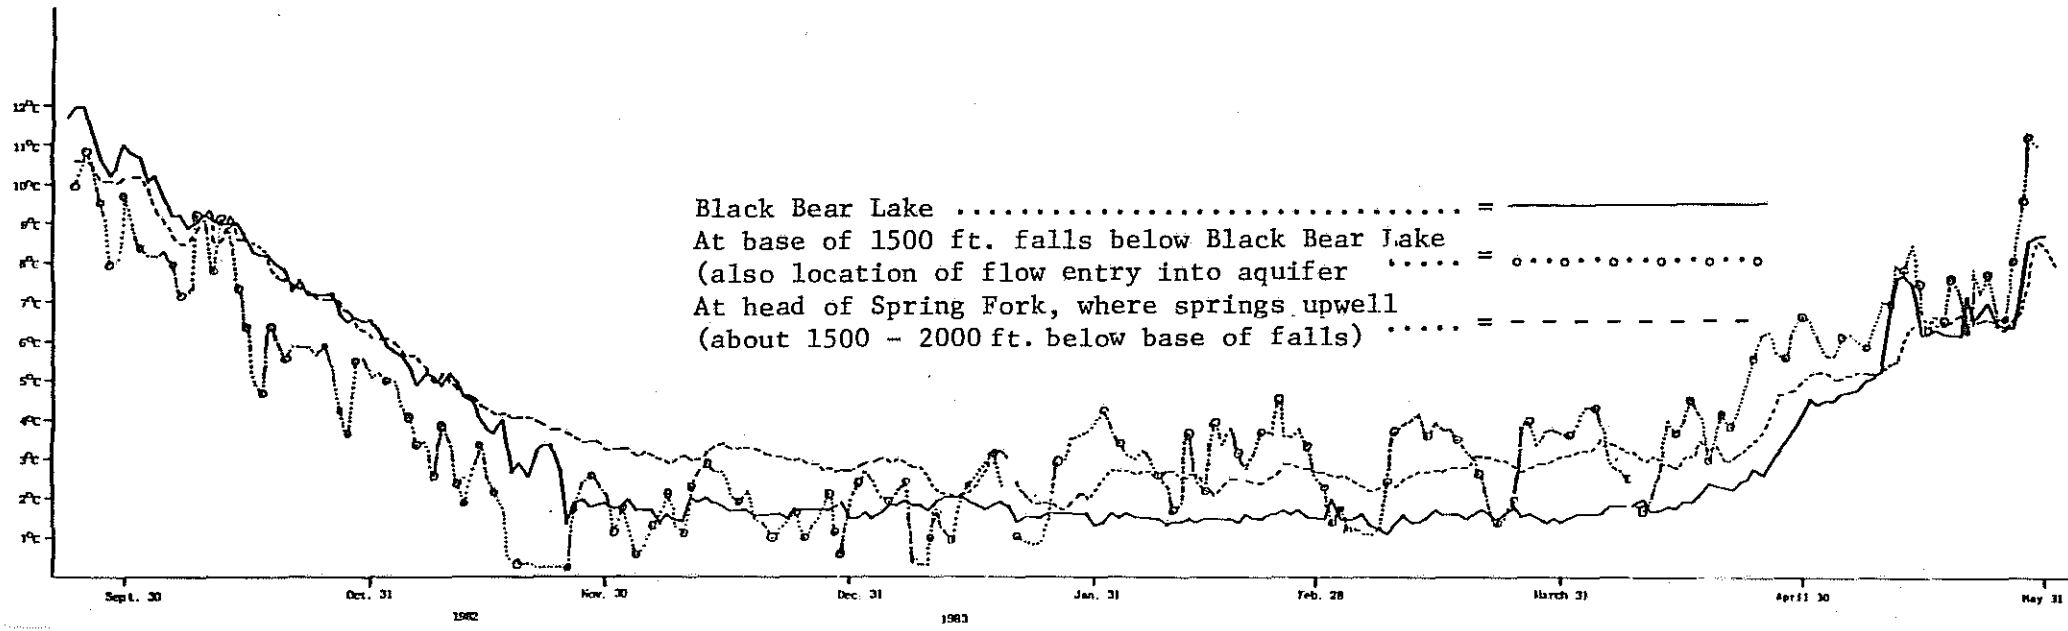 12°C
11°C
10°C
9°C
8°C
7°C
6°C
5°C
4°C
3°C
2°C
1°C
Black Bear Lake .................................. = ————
At base of 1500 ft. falls below Black Bear Lake
(also location of flow entry into aquifer ..... = o...o...o...o...o...o
At head of Spring Fork, where springs upwell
(about 1500 - 2000 ft. below base of falls) ..... = - - - - - - - -
Sept. 30 Oct. 31 Nov. 30 Dec. 31 Jan. 31 Feb. 28 March 31 April 30 May 31
1982 1983